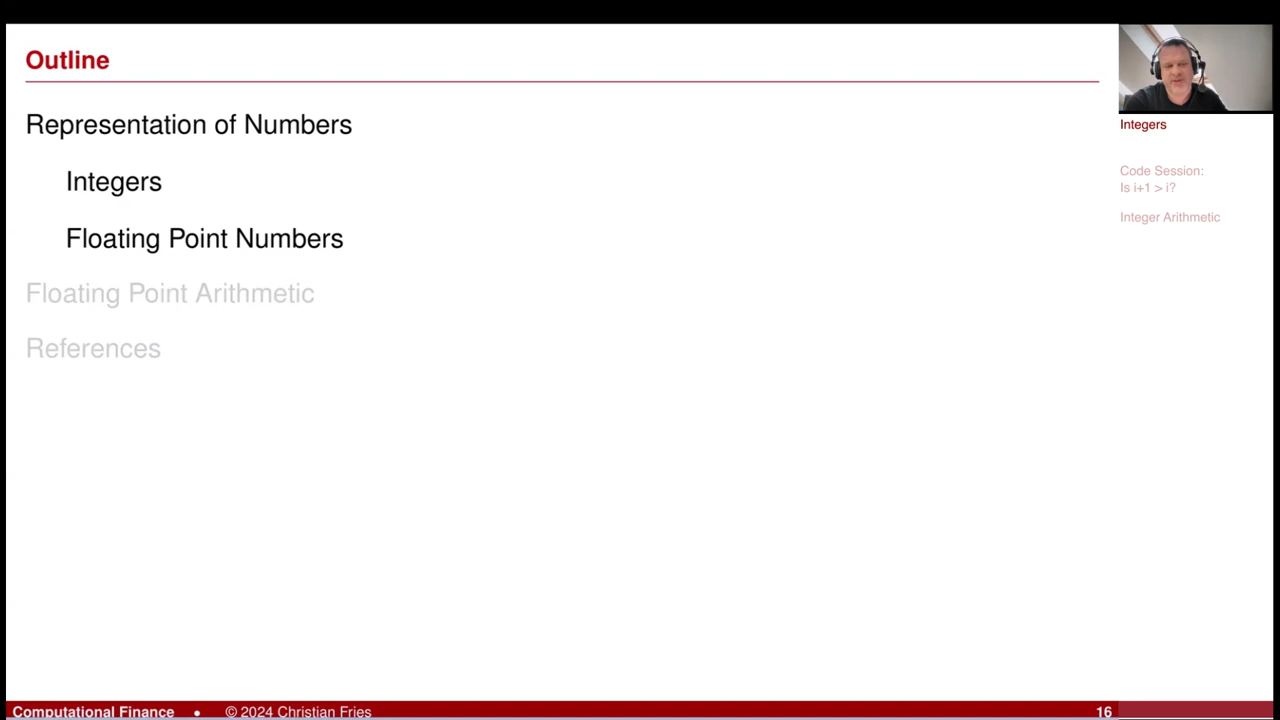 Outline
Representation of Numbers
Integers
Floating Point Numbers
Floating Point Arithmetic
References
Integers
Code Session:
Is i+1 > i?
Integer Arithmetic
Computational Finance • © 2024 Christian Fries 16